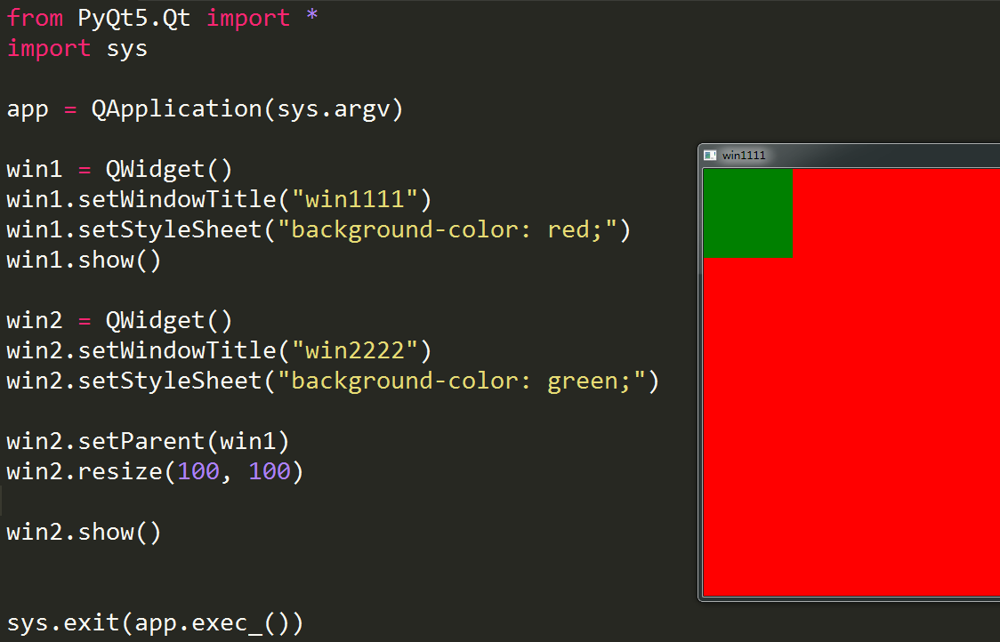 from PyQt5.Qt import *
import sys
app = QApplication(sys.argv)
win1 = QWidget()
win1.setWindowTitle("win1111")
win1.setStyleSheet("background-color: red;")
win1.show()
win2 = QWidget()
win2.setWindowTitle("win2222")
win2.setStyleSheet("background-color: green;")
win2.setParent(win1)
win2.resize(100, 100)
win2.show()
sys.exit(app.exec_())
win1111